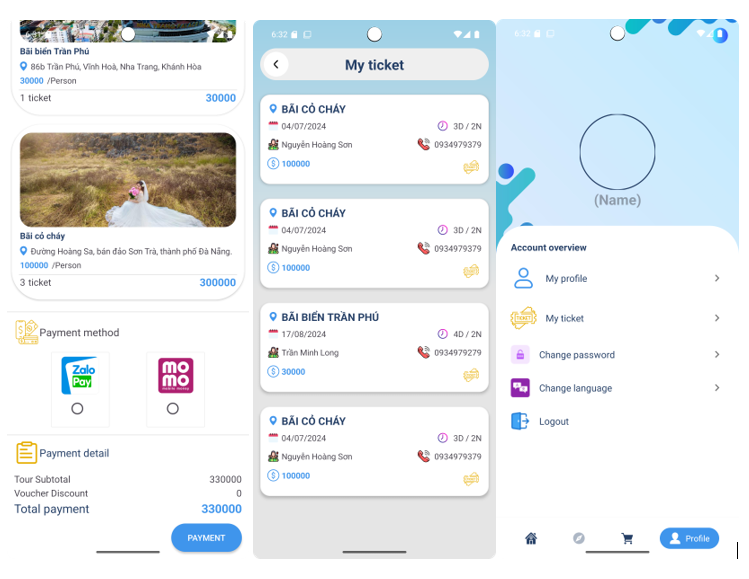 Bãi biển Trần Phú
86b Trần Phú, Vĩnh Hoà, Nha Trang, Khánh Hòa
30000 /Person
1 ticket 30000
Bãi cỏ cháy
Đường Hoàng Sa, bán đảo Sơn Trà, thành phố Đà Nẵng.
100000 /Person
3 ticket 300000
Payment method
Zalo
Pay
mo
mo
Payment detail
Tour Subtotal 330000
Voucher Discount 0
Total payment 330000
PAYMENT
6:32
My ticket
BÃI CỎ CHÁY
04/07/2024 3D / 2N
Nguyễn Hoàng Sơn 0934979379
100000
BÃI CỎ CHÁY
04/07/2024 3D / 2N
Nguyễn Hoàng Sơn 0934979379
100000
BÃI BIỂN TRẦN PHÚ
17/08/2024 4D / 2N
Trần Minh Long 0934979279
30000
BÃI CỎ CHÁY
04/07/2024 3D / 2N
Nguyễn Hoàng Sơn 0934979379
100000
6:32
(Name)
Account overview
My profile
TICKET
My ticket
Change password
Change language
Logout
Profile